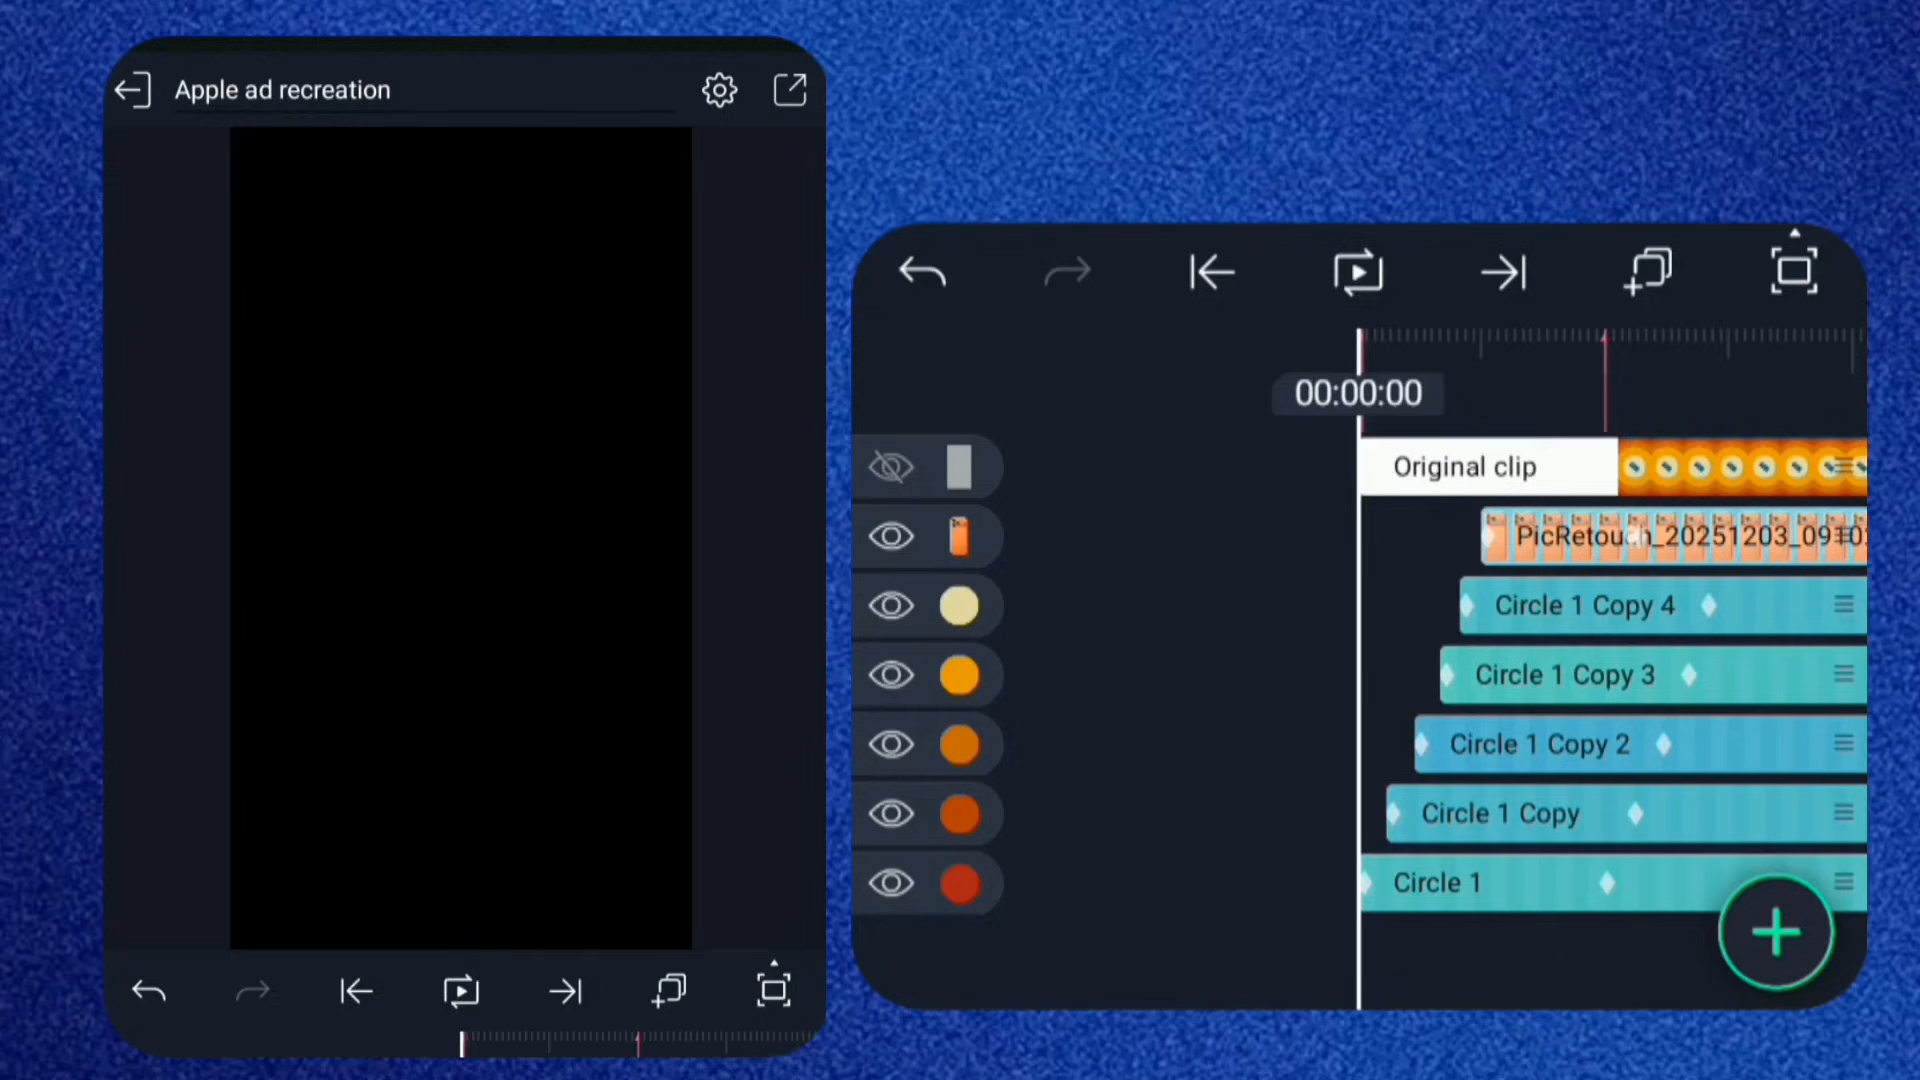 Apple ad recreation
00:00:00
Original clip
PicRetouch_20251203_09
Circle 1 Copy 4
Circle 1 Copy 3
Circle 1 Copy 2
Circle 1 Copy
Circle 1